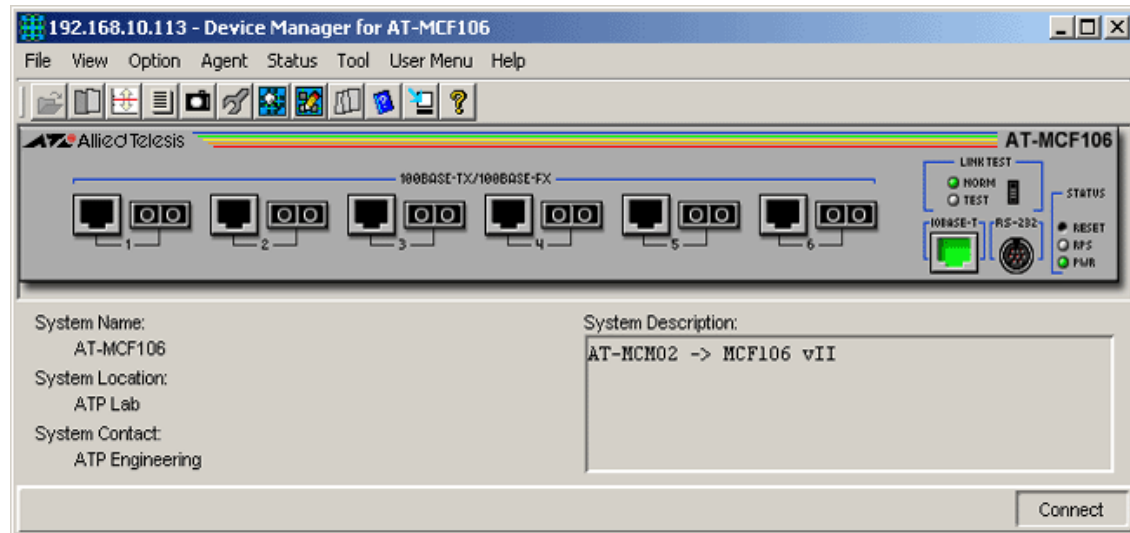 192.168.10.113 - Device Manager for AT-MCF106
File View Option Agent Status Tool User Menu Help
Allied Telesis
AT-MCF106
100BASE-TX/100BASE-FX
LINK TEST
NORM
TEST
STATUS
10BASE-T
RS-232
RESET
RPS
PWR
1 2 3 4 5 6
System Name:
AT-MCF106
System Location:
ATP Lab
System Contact:
ATP Engineering
System Description:
AT-MCM02 -> MCF106 vII
Connect